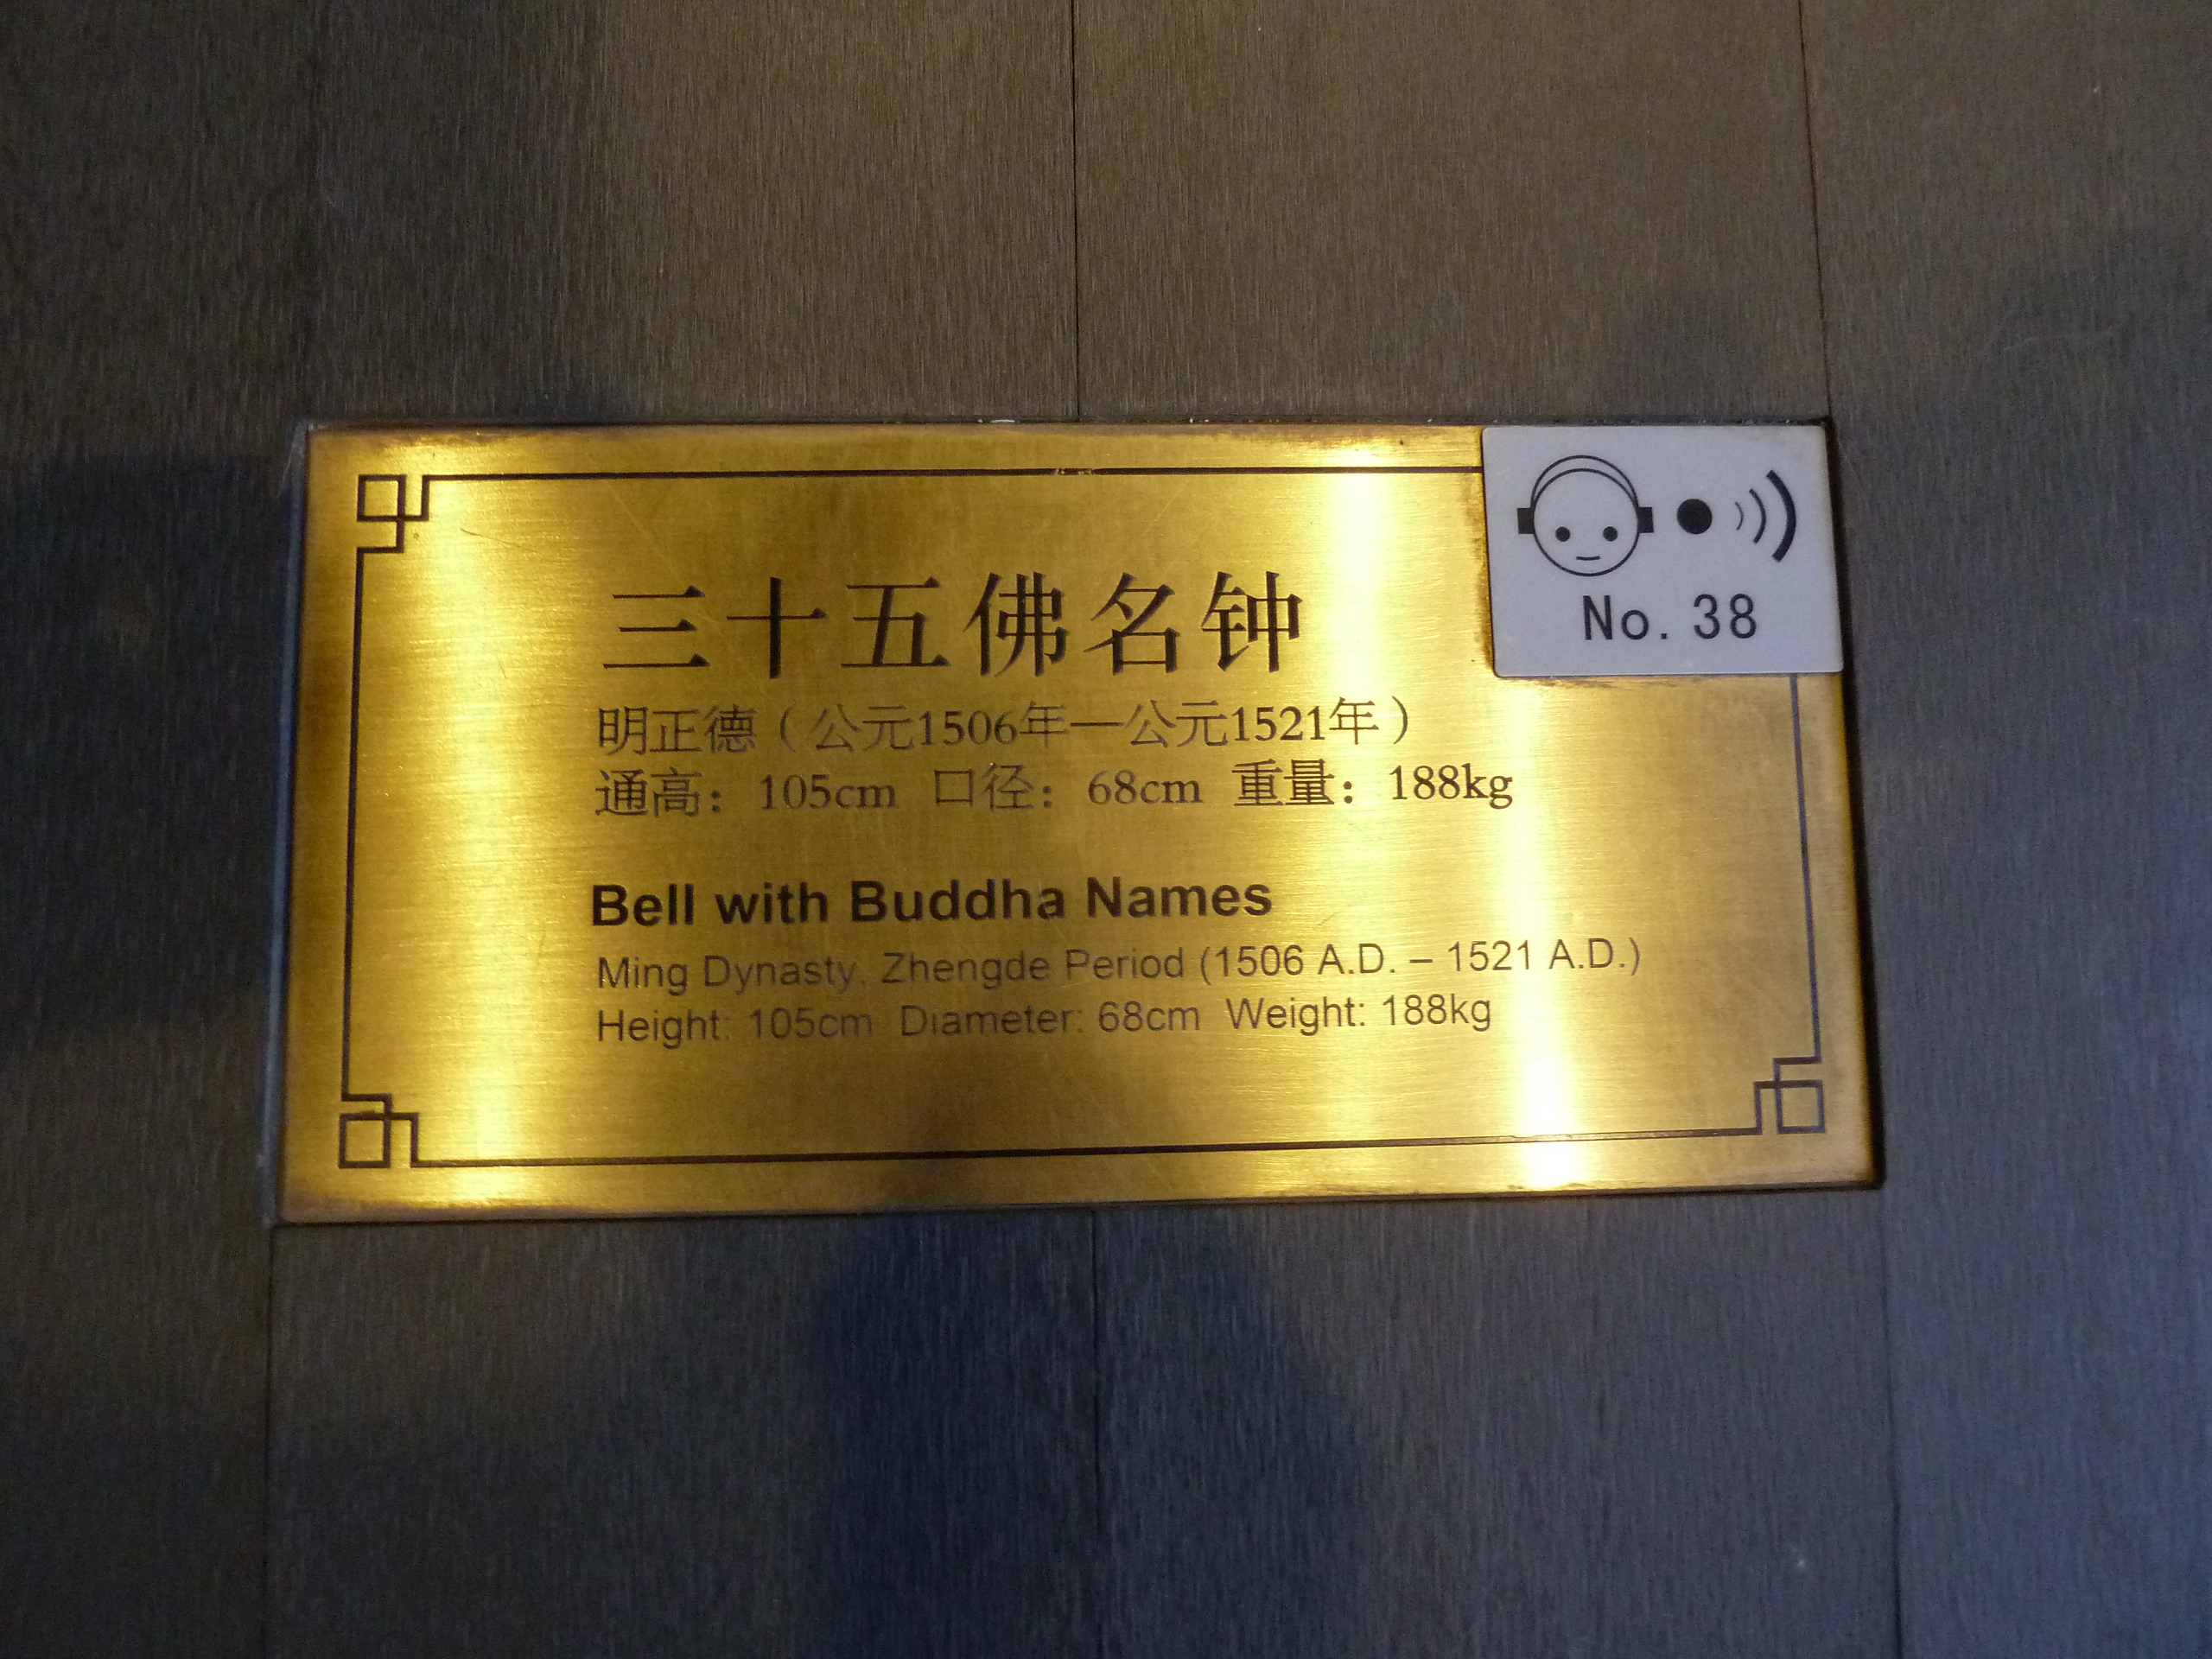 三十五佛名钟
No. 38
明正德（公元1506年—公元1521年）
通高：105cm 口径：68cm 重量：188kg
Bell with Buddha Names
Ming Dynasty, Zhengde Period (1506 A.D. – 1521 A.D.)
Height: 105cm Diameter: 68cm Weight: 188kg